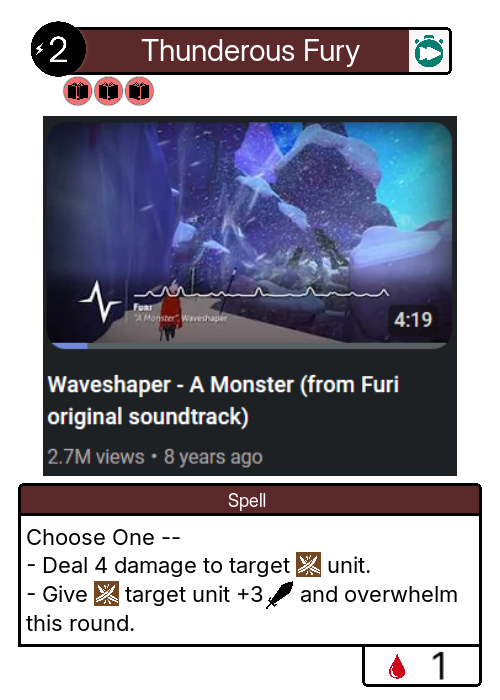 2
Thunderous Fury
FURI
"A Monster", Waveshaper
4:19
Waveshaper - A Monster (from Furi
original soundtrack)
2.7M views • 8 years ago
Spell
Choose One --
- Deal 4 damage to target unit.
- Give target unit +3 and overwhelm
this round.
1